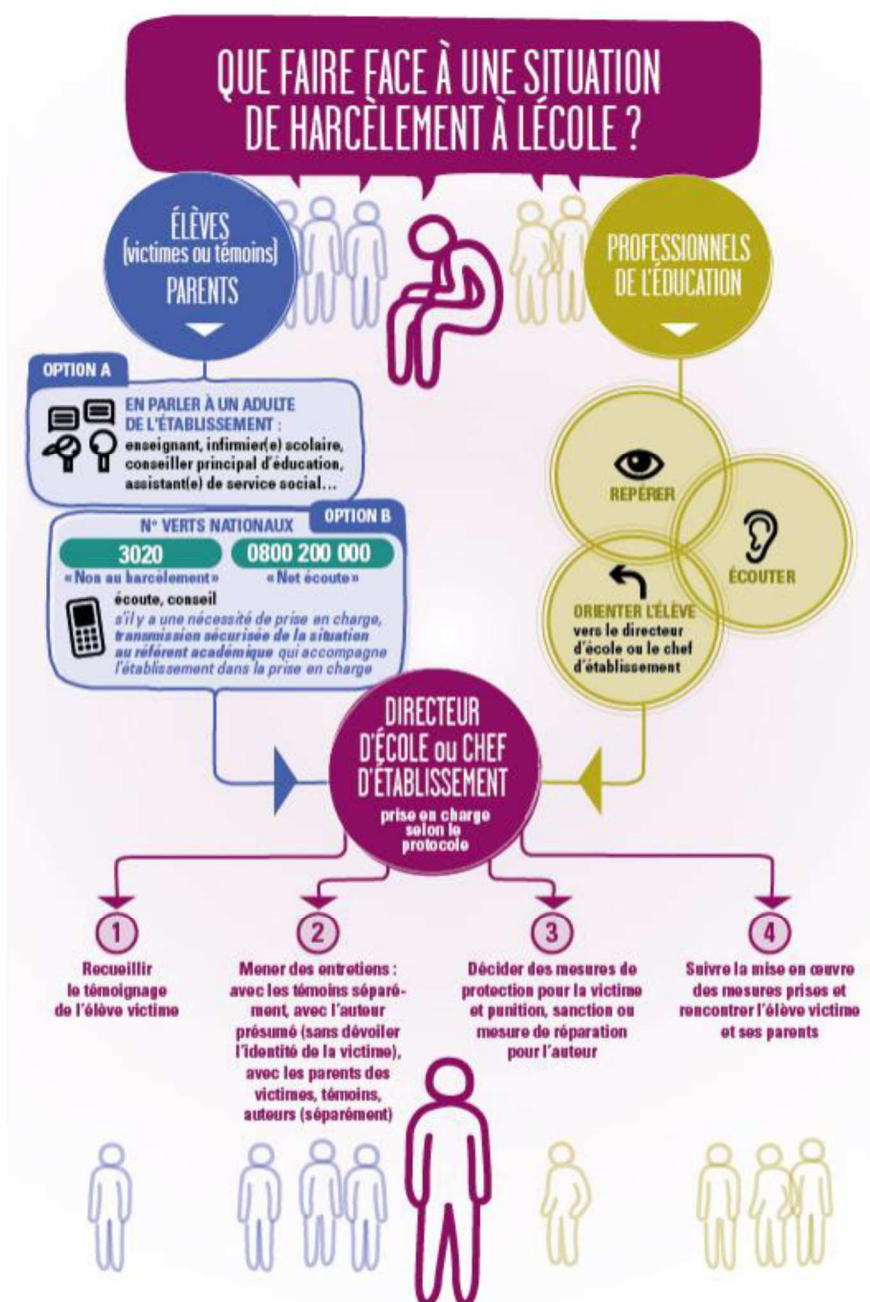 QUE FAIRE FACE À UNE SITUATION
DE HARCÈLEMENT À LÉCOLE ?
ÉLÈVES
(victimes ou témoins)
PARENTS
PROFESSIONNELS
DE L'ÉDUCATION
OPTION A
EN PARLER À UN ADULTE
DE L'ÉTABLISSEMENT :
enseignant, infirmier(e) scolaire,
conseiller principal d'éducation,
assistant(e) de service social...
OPTION B
N° VERTS NATIONAUX
3020
« Non au harcèlement »
0800 200 000
« Net écoute »
écoute, conseil
s'il y a une nécessité de prise en charge,
transmission sécurisée de la situation
au référent académique qui accompagne
l'établissement dans la prise en charge
REPÉRER
ÉCOUTER
ORIENTER L'ÉLÈVE
vers le directeur
d'école ou le chef
d'établissement
DIRECTEUR
D'ÉCOLE ou CHEF
D'ÉTABLISSEMENT
prise en charge
selon le
protocole
1
Recueillir
le témoignage
de l'élève victime
2
Mener des entretiens :
avec les témoins séparé-
ment, avec l'auteur
présumé (sans dévoiler
l'identité de la victime),
avec les parents des
victimes, témoins,
auteurs (séparément)
3
Décider des mesures de
protection pour la victime
et punition, sanction ou
mesure de réparation
pour l'auteur
4
Suivre la mise en œuvre
des mesures prises et
rencontrer l'élève victime
et ses parents